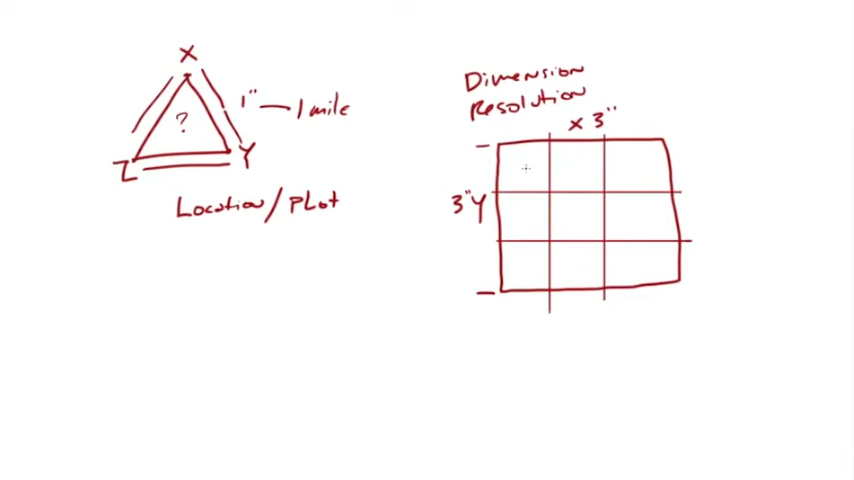 X
?
1" — 1 mile
Z
Y
Location/PLot
Dimension
Resolution
X 3"
3" Y